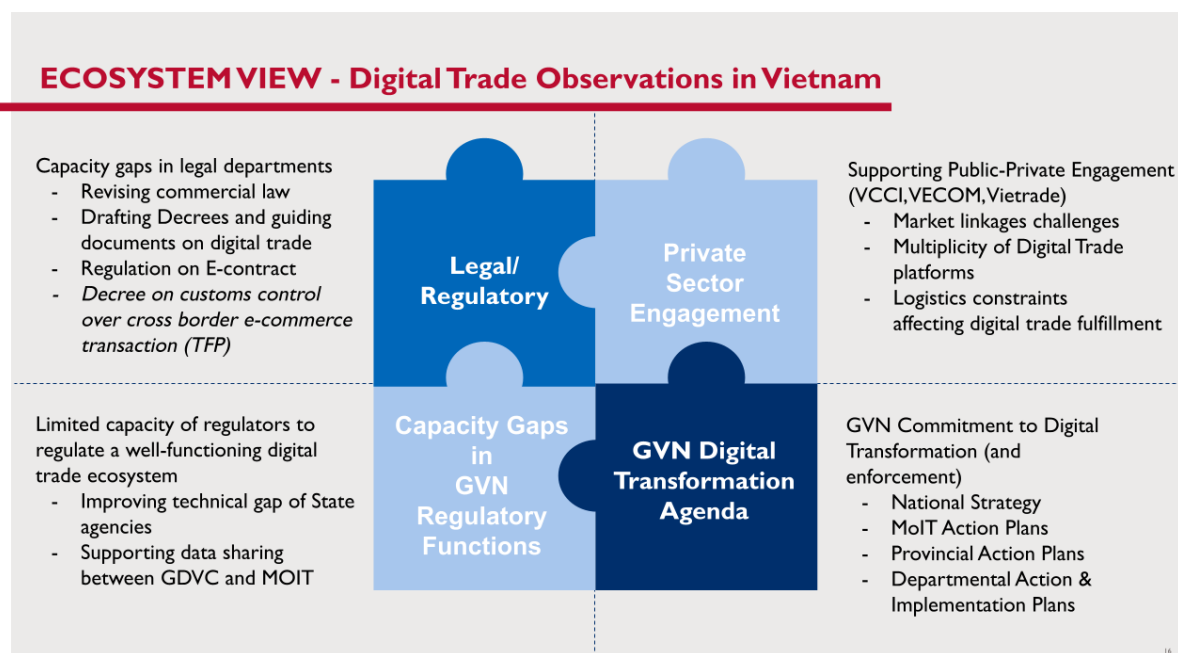 ECOSYSTEM VIEW - Digital Trade Observations in Vietnam
Capacity gaps in legal departments
- Revising commercial law
- Drafting Decrees and guiding
documents on digital trade
- Regulation on E-contract
- Decree on customs control
over cross border e-commerce
transaction (TFP)
Legal/
Regulatory
Private
Sector
Engagement
Supporting Public-Private Engagement
(VCCI, VECOM, Vietrade)
- Market linkages challenges
- Multiplicity of Digital Trade
platforms
- Logistics constraints
affecting digital trade fulfillment
Limited capacity of regulators to
regulate a well-functioning digital
trade ecosystem
- Improving technical gap of State
agencies
- Supporting data sharing
between GDVC and MOIT
Capacity Gaps
in
GVN
Regulatory
Functions
GVN Digital
Transformation
Agenda
GVN Commitment to Digital
Transformation (and
enforcement)
- National Strategy
- MoIT Action Plans
- Provincial Action Plans
- Departmental Action &
Implementation Plans